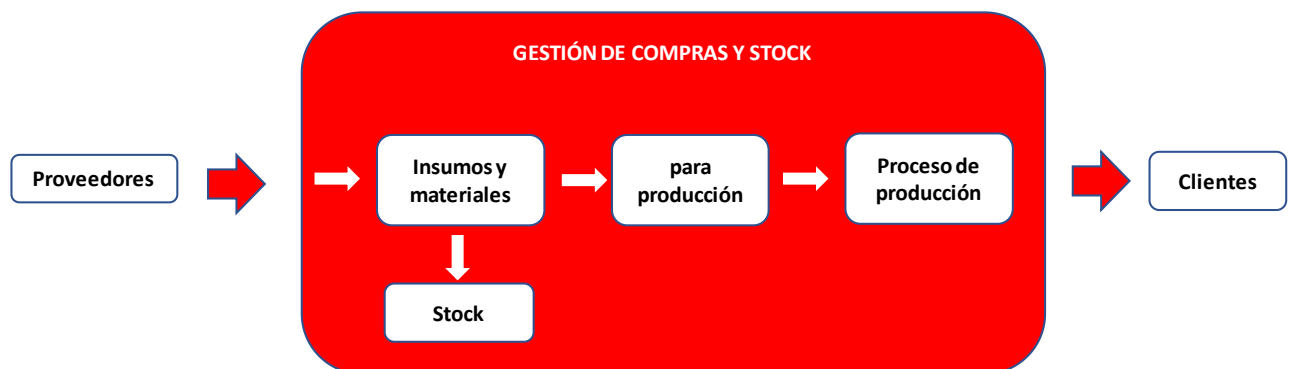 GESTIÓN DE COMPRAS Y STOCK
Proveedores
Insumos y
materiales
para
producción
Proceso de
producción
Clientes
Stock